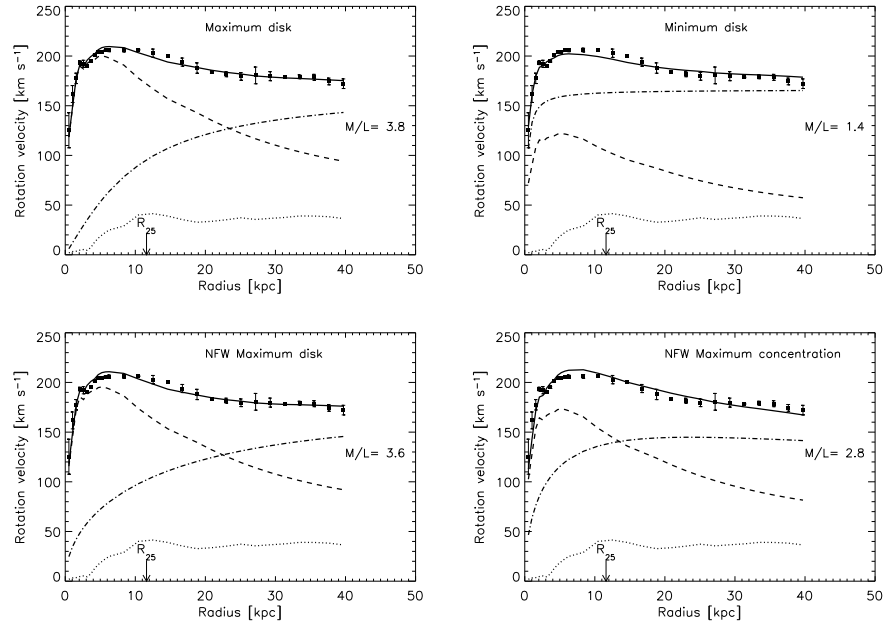 Maximum disk
Rotation velocity [km s⁻¹]
250
200
150
100
50
0
M/L= 3.8
R25
0 10 20 30 40 50
Radius [kpc]
Minimum disk
Rotation velocity [km s⁻¹]
250
200
150
100
50
0
M/L= 1.4
R25
0 10 20 30 40 50
Radius [kpc]
NFW Maximum disk
Rotation velocity [km s⁻¹]
250
200
150
100
50
0
M/L= 3.6
R25
0 10 20 30 40 50
Radius [kpc]
NFW Maximum concentration
Rotation velocity [km s⁻¹]
250
200
150
100
50
0
M/L= 2.8
R25
0 10 20 30 40 50
Radius [kpc]